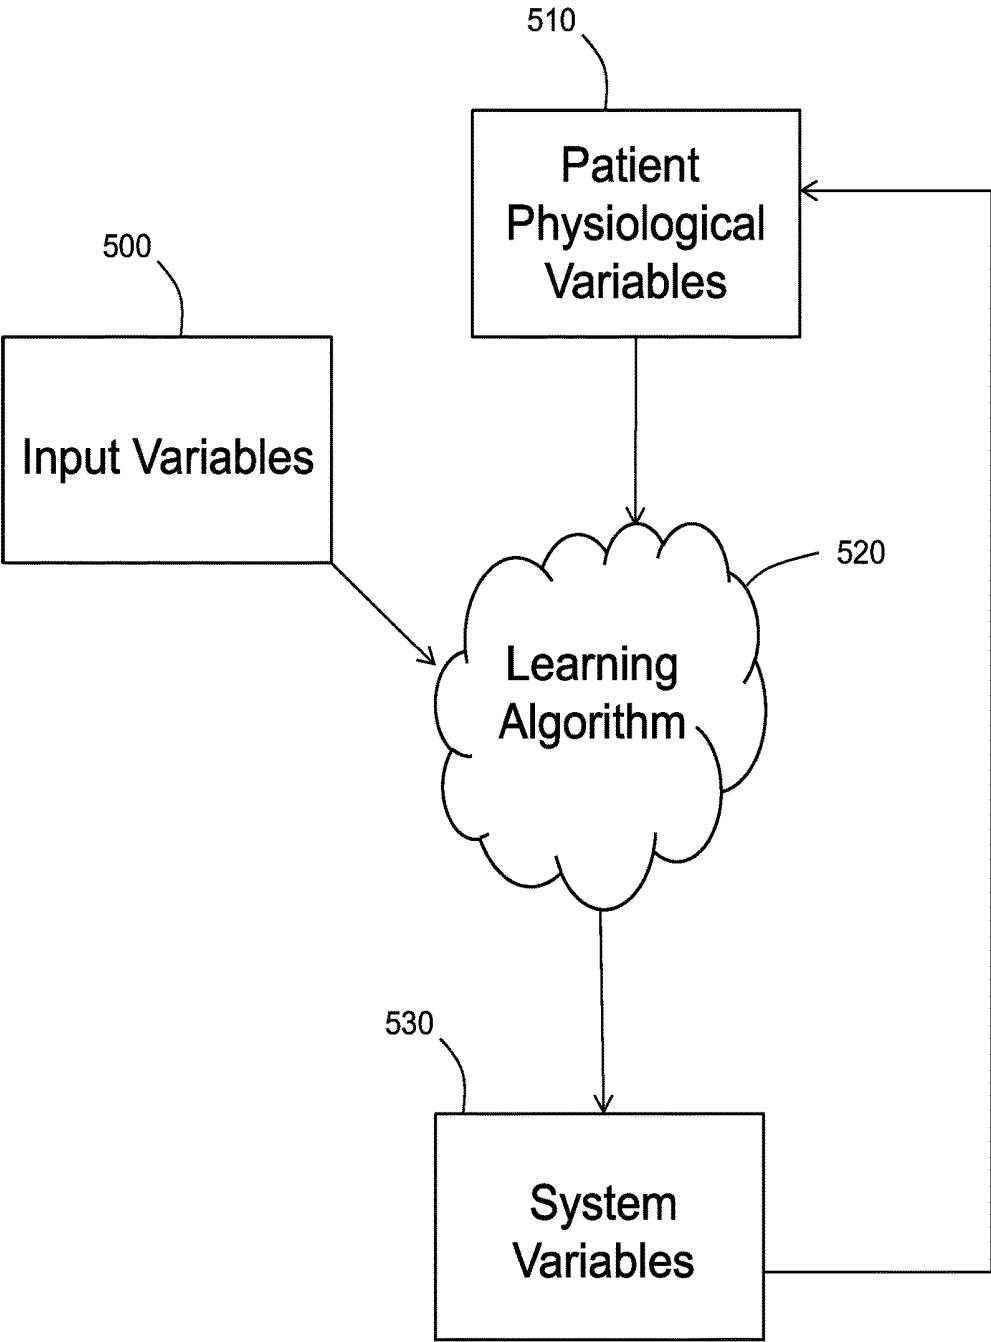 510
Patient
Physiological
Variables
500
Input Variables
520
Learning
Algorithm
530
System
Variables